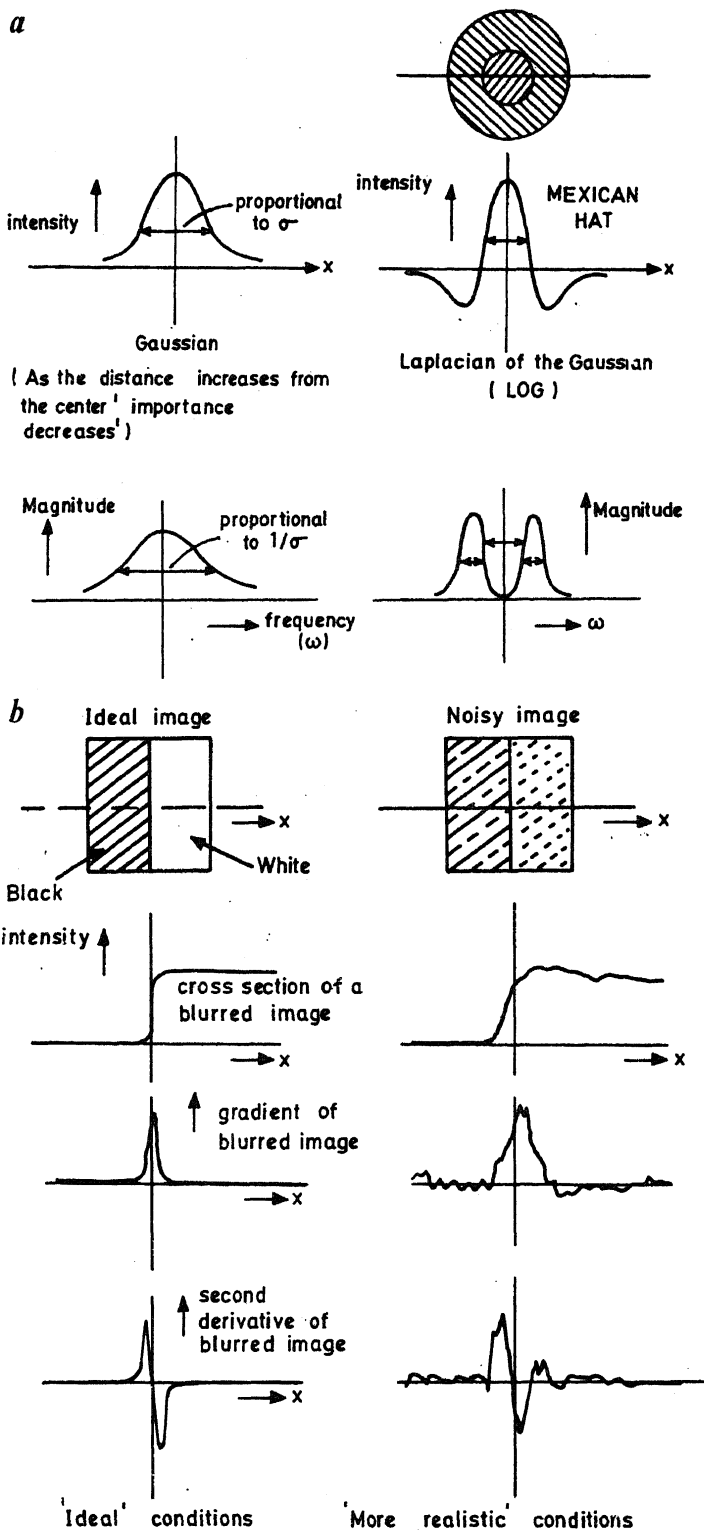 a
intensity
proportional
to σ
x
Gaussian
( As the distance increases from
the center ' importance
decreases' )
intensity
MEXICAN
HAT
x
Laplacian of the Gaussian
( LOG )
Magnitude
proportional
to 1/σ
frequency
(ω)
Magnitude
ω
b
Ideal image
x
White
Black
Noisy image
x
intensity
cross section of a
blurred image
x
x
gradient of
blurred image
x
second
derivative of
blurred image
x
'Ideal' conditions
'More realistic' conditions